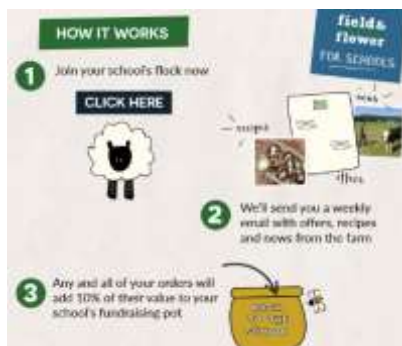 HOW IT WORKS
field&
flower
FOR SCHOOLS
1
Join your school's flock now
CLICK HERE
news
recipes
offers
2
We'll send you a weekly
email with offers, recipes
and news from the farm
3
Any and all of your orders will
add 10% of their value to your
school's fundraising pot